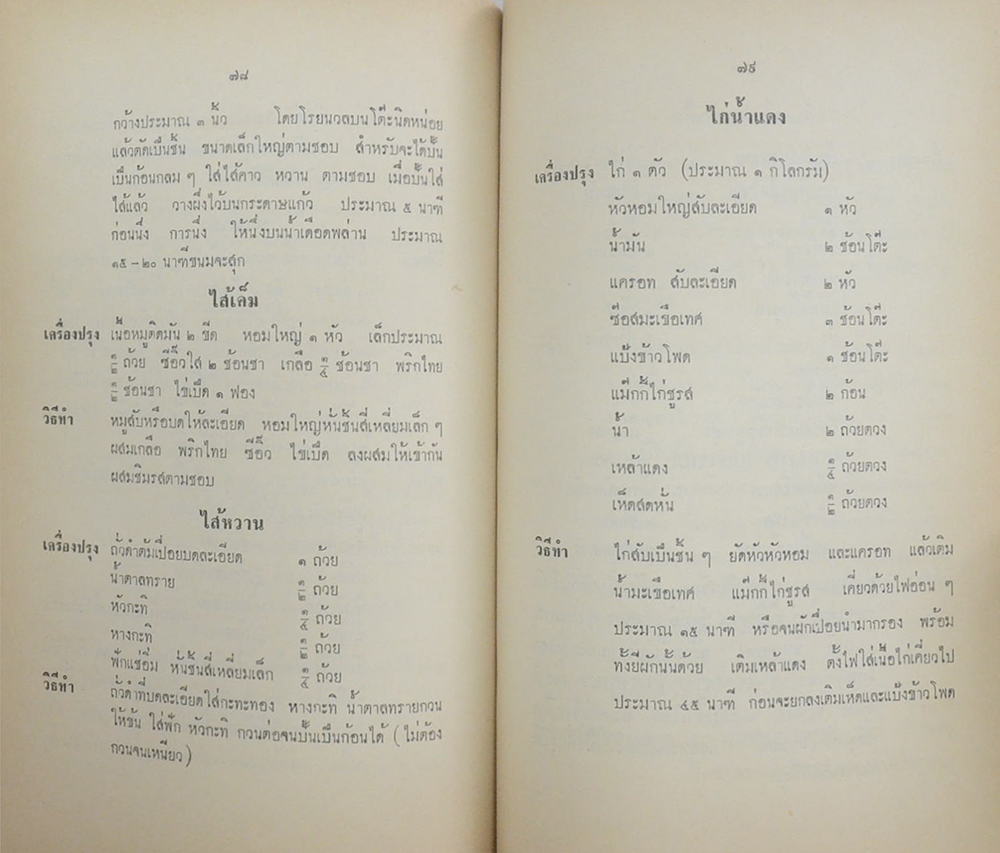 ๗๘
กว้างประมาณ ๓ นิ้ว โดยโรยนวลบนโต๊ะนิดหน่อย
แล้วตัดเป็นชิ้น ขนาดเล็กใหญ่ตามชอบ สำหรับจะได้ปั้น
เป็นก้อนกลม ๆ ใส่ไส้คาว หวาน ตามชอบ เมื่อปั้นใส่
ไส้แล้ว วางผึ่งไว้บนกระดาษแก้ว ประมาณ ๕ นาฑี
ก่อนนึ่ง การนึ่ง ให้นึ่งบนน้ำเดือดพล่าน ประมาณ
๑๕ – ๒๐ นาฑีขนมจะสุก
ไส้เค็ม
เครื่องปรุง เนื้อหมูติดมัน ๒ ขีด หอมใหญ่ ๑ หัว เล็กประมาณ
๑/๒ ถ้วย ซีอิ๊วใส ๒ ช้อนชา เกลือ ๑/๔ ช้อนชา พริกไทย
๑/๒ ช้อนชา ไข่เป็ด ๑ ฟอง
วิธีทำ หมูสับหรือบดให้ละเอียด หอมใหญ่หั่นชิ้นสี่เหลี่ยมเล็ก ๆ
ผสมเกลือ พริกไทย ซีอิ๊ว ไข่เป็ด ลงผสมให้เข้ากัน
ผสมชิมรสตามชอบ
ไส้หวาน
เครื่องปรุง ถั่วดำต้มเปื่อยบดละเอียด ๑ ถ้วย
น้ำตาลทราย ๑/๒ ถ้วย
หัวกะทิ ๑/๔ ถ้วย
หางกะทิ ๑/๒ ถ้วย
ฟักแช่อิ่ม หั่นชิ้นสี่เหลี่ยมเล็ก ๑/๔ ถ้วย
วิธีทำ ถั่วดำที่บดละเอียดใส่กะทะทอง หางกะทิ น้ำตาลทรายกวน
ให้ข้น ใส่ฟัก หัวกะทิ กวนต่อจนปั้นเป็นก้อนได้ (ไม่ต้อง
กวนจนเหนียว)
๗๙
ไก่น้ำแดง
เครื่องปรุง ไก่ ๑ ตัว (ประมาณ ๑ กิโลกรัม)
หัวหอมใหญ่สับละเอียด ๑ หัว
น้ำมัน ๒ ช้อนโต๊ะ
แครอท สับละเอียด ๒ หัว
ซ๊อสมะเขือเทศ ๓ ช้อนโต๊ะ
แป้งข้าวโพด ๑ ช้อนโต๊ะ
แม๊กกี้ไก่ชูรส ๒ ก้อน
น้ำ ๒ ถ้วยตวง
เหล้าแดง ๑/๔ ถ้วยตวง
เห็ดสดหั่น ๑/๒ ถ้วยตวง
วิธีทำ ไก่สับเป็นชิ้น ๆ ยัดหัวหัวหอม และแครอท แล้วเติม
น้ำมะเขือเทศ แม๊กกี้ไก่ชูรส เคี่ยวด้วยไฟอ่อน ๆ
ประมาณ ๑๕ นาฑี หรือจนผักเปื่อยนำมากรอง พร้อม
ทั้งยีผักนั้นด้วย เติมเหล้าแดง ตั้งไฟใส่เนื้อไก่เคี่ยวไป
ประมาณ ๔๕ นาฑี ก่อนจะยกลงเติมเห็ดและแป้งข้าวโพด